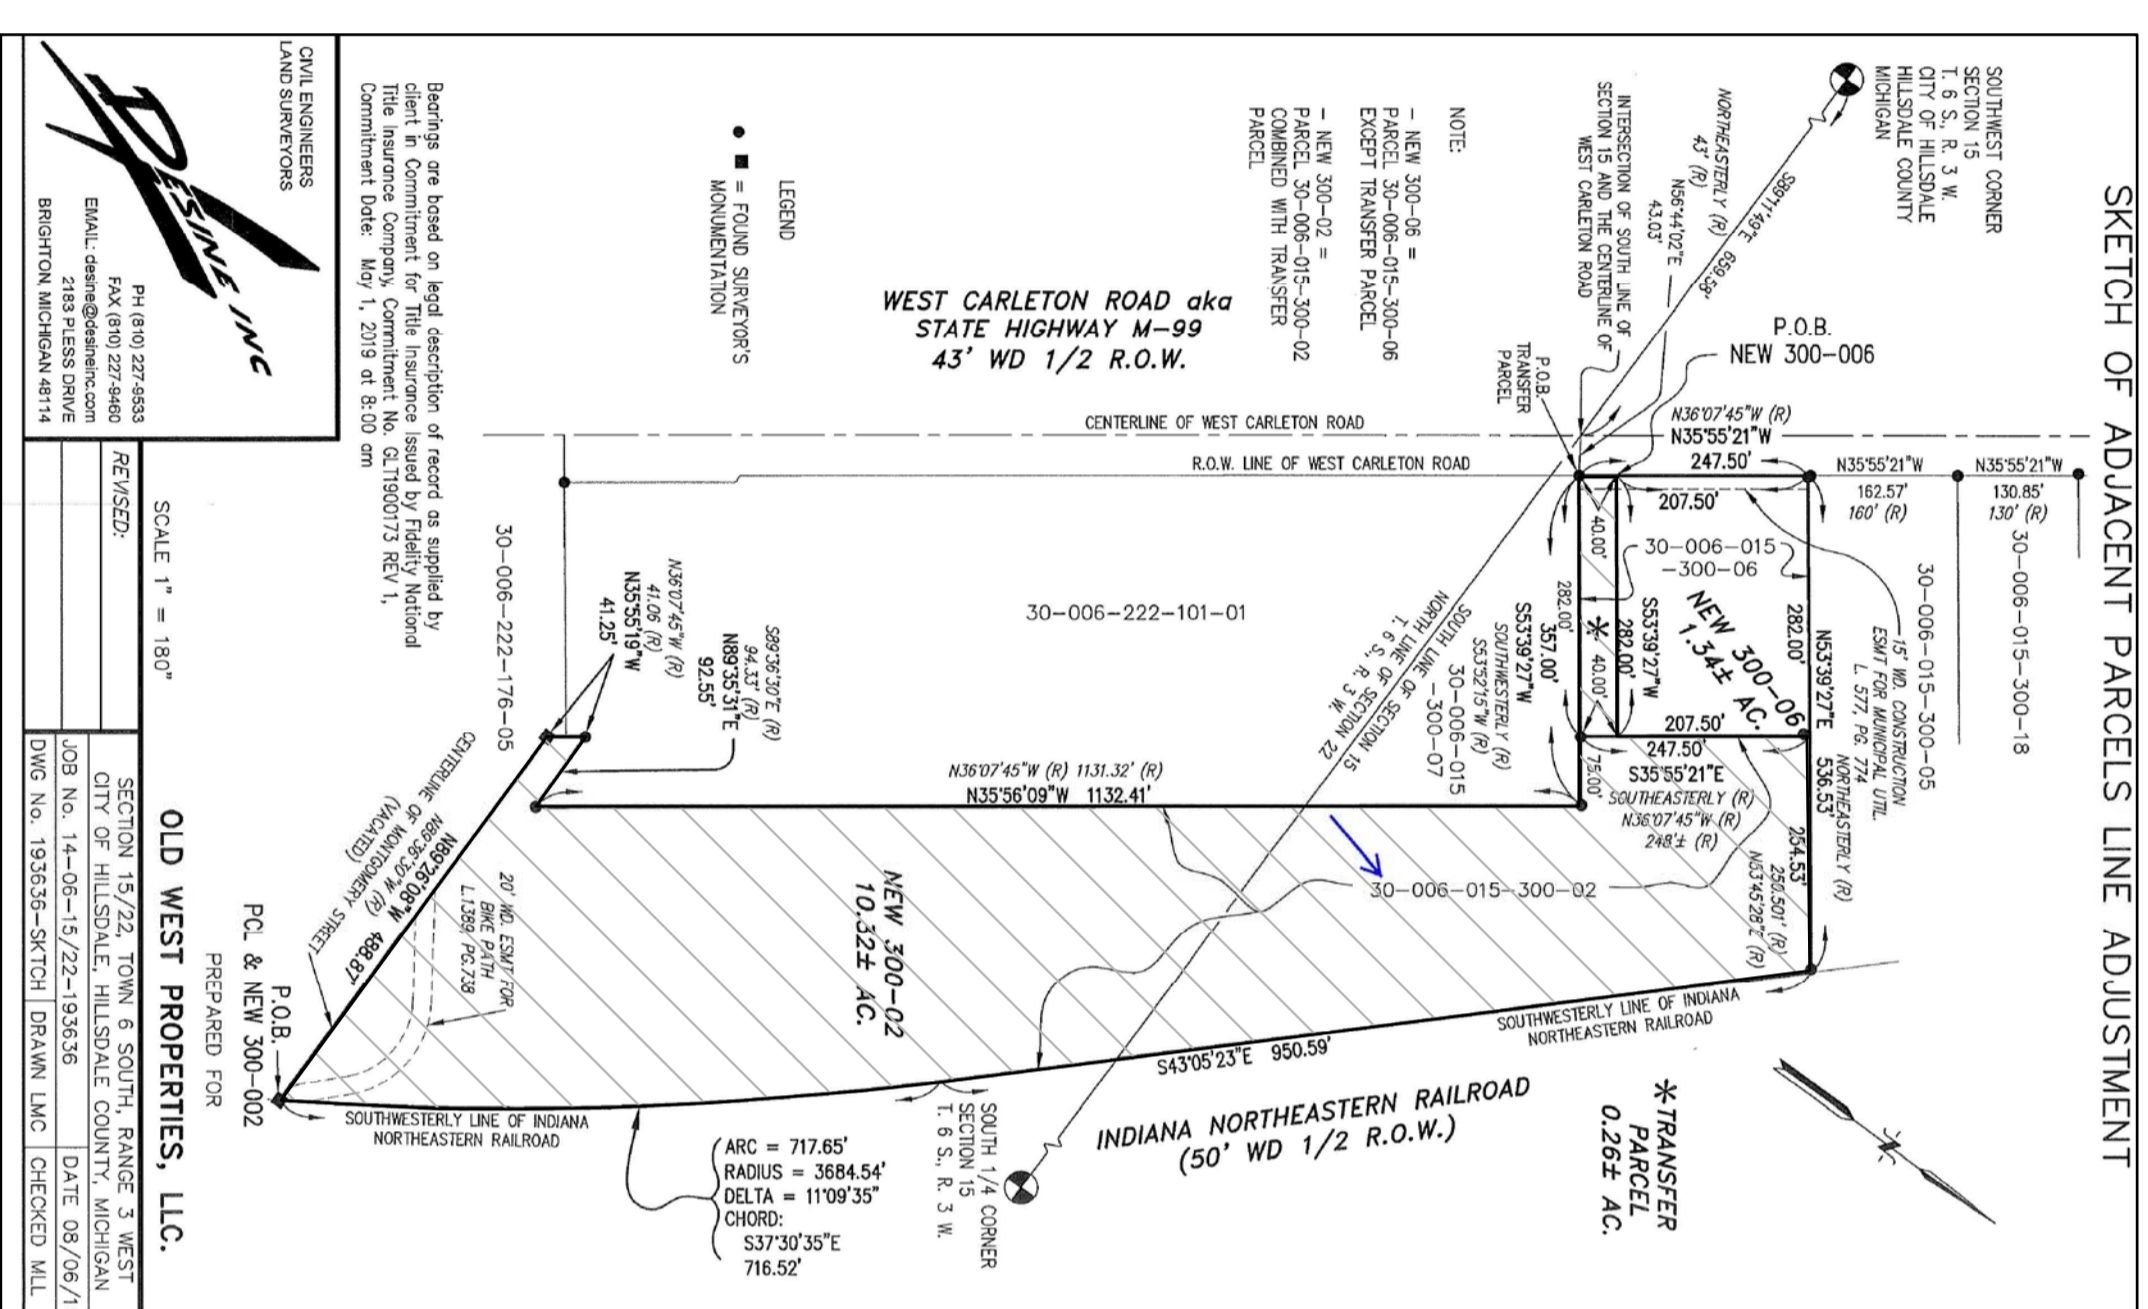 SKETCH OF ADJACENT PARCELS LINE ADJUSTMENT
SOUTHWEST CORNER
SECTION 15
T. 6 S., R. 3 W.
CITY OF HILLSDALE
HILLSDALE COUNTY
MICHIGAN
S89°11'49"E 659.58'
NORTHEASTERLY (R)
43' (R)
N56°44'02"E
43.03'
INTERSECTION OF SOUTH LINE OF
SECTION 15 AND THE CENTERLINE OF
WEST CARLETON ROAD
P.O.B.
NEW 300-006
P.O.B.
TRANSFER
PARCEL
NOTE:
- NEW 300-06 =
PARCEL 30-006-015-300-06
EXCEPT TRANSFER PARCEL
- NEW 300-02 =
PARCEL 30-006-015-300-02
COMBINED WITH TRANSFER
PARCEL
WEST CARLETON ROAD aka
STATE HIGHWAY M-99
43' WD 1/2 R.O.W.
LEGEND
= FOUND SURVEYOR'S
MONUMENTATION
Bearings are based on legal description of record as supplied by
client in Commitment for Title Insurance issued by Fidelity National
Title Insurance Company, Commitment No. GLT1900173 REV 1,
Commitment Date: May 1, 2019 at 8:00 am
CENTERLINE OF WEST CARLETON ROAD
R.O.W. LINE OF WEST CARLETON ROAD
N36°07'45"W (R)
N35°55'21"W
247.50'
207.50'
N35°55'21"W
162.57'
160' (R)
N35°55'21"W
130.85'
130' (R)
30-006-015-300-18
30-006-015-300-05
15' WD. CONSTRUCTION
ESMT FOR MUNICIPAL UTIL.
L. 577, PG. 774
30-006-015
-300-06
NEW 300-06
1.34± AC.
40.00'
282.00'
* 40.00'
S53°39'27"W
282.00'
282.00'
N53°39'27"E 536.53'
NORTHEASTERLY (R)
S53°39'27"W
357.00'
SOUTHWESTERLY (R)
S53°52'15"W (R)
30-006-015
-300-07
207.50'
247.50'
S35°55'21"E
SOUTHEASTERLY (R)
N36°07'45"W (R)
248'± (R)
75.00'
254.53'
250.501' (R)
N53°45'28"E (R)
SOUTH LINE OF SECTION 15
NORTH LINE OF SECTION 22
T. 6 S., R. 3 W.
30-006-222-101-01
30-006-222-176-05
N36°07'45"W (R)
41.06 (R)
N35°55'19"W
41.25'
S89°36'30"E (R)
94.33' (R)
N89°35'31"E
92.55'
N36°07'45"W (R) 1131.32' (R)
N35°56'09"W 1132.41'
30-006-015-300-02
NEW 300-02
10.32± AC.
CENTERLINE OF MONTGOMERY STREET
(VACATED)
N89°36'30"W (R)
N89°26'08"W 488.87'
20' WD. ESMT FOR
BIKE PATH
L.1389, PG.738
P.O.B.
PCL & NEW 300-002
SOUTHWESTERLY LINE OF INDIANA
NORTHEASTERN RAILROAD
ARC = 717.65'
RADIUS = 3684.54'
DELTA = 11°09'35"
CHORD:
S37°30'35"E
716.52'
SOUTH 1/4 CORNER
SECTION 15
T. 6 S., R. 3 W.
S43°05'23"E 950.59'
SOUTHWESTERLY LINE OF INDIANA
NORTHEASTERN RAILROAD
INDIANA NORTHEASTERN RAILROAD
(50' WD 1/2 R.O.W.)
*TRANSFER
PARCEL
0.26± AC.
N
CIVIL ENGINEERS
LAND SURVEYORS
DESINE INC
PH (810) 227-9533
FAX (810) 227-9460
EMAIL: desine@desineinc.com
2183 PLESS DRIVE
BRIGHTON, MICHIGAN 48114
SCALE 1" = 180"
REVISED:
PREPARED FOR
OLD WEST PROPERTIES, LLC.
SECTION 15/22, TOWN 6 SOUTH, RANGE 3 WEST
CITY OF HILLSDALE, HILLSDALE COUNTY, MICHIGAN
JOB No. 14-06-15/22-193636
DATE 08/06/1
DWG No. 193636-SKTCH
DRAWN LMC
CHECKED MLL